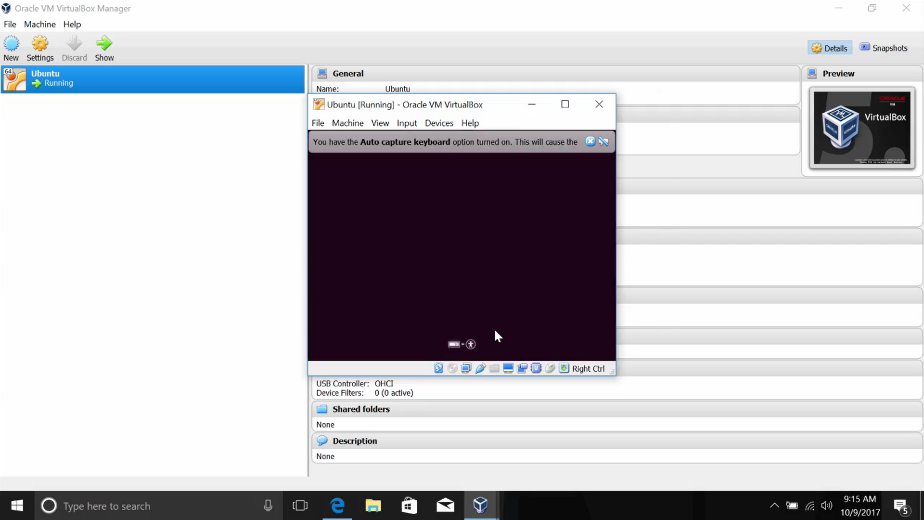 Oracle VM VirtualBox Manager
File Machine Help
New Settings Discard Show
Details Snapshots
64
Ubuntu
Running
General
Name: Ubuntu
Preview
ORACLE
VM
VirtualBox
Ubuntu [Running] - Oracle VM VirtualBox
File Machine View Input Devices Help
You have the Auto capture keyboard option turned on. This will cause the
Right Ctrl
USB Controller: OHCI
Device Filters: 0 (0 active)
Shared folders
None
Description
None
Type here to search
9:15 AM
10/9/2017
5